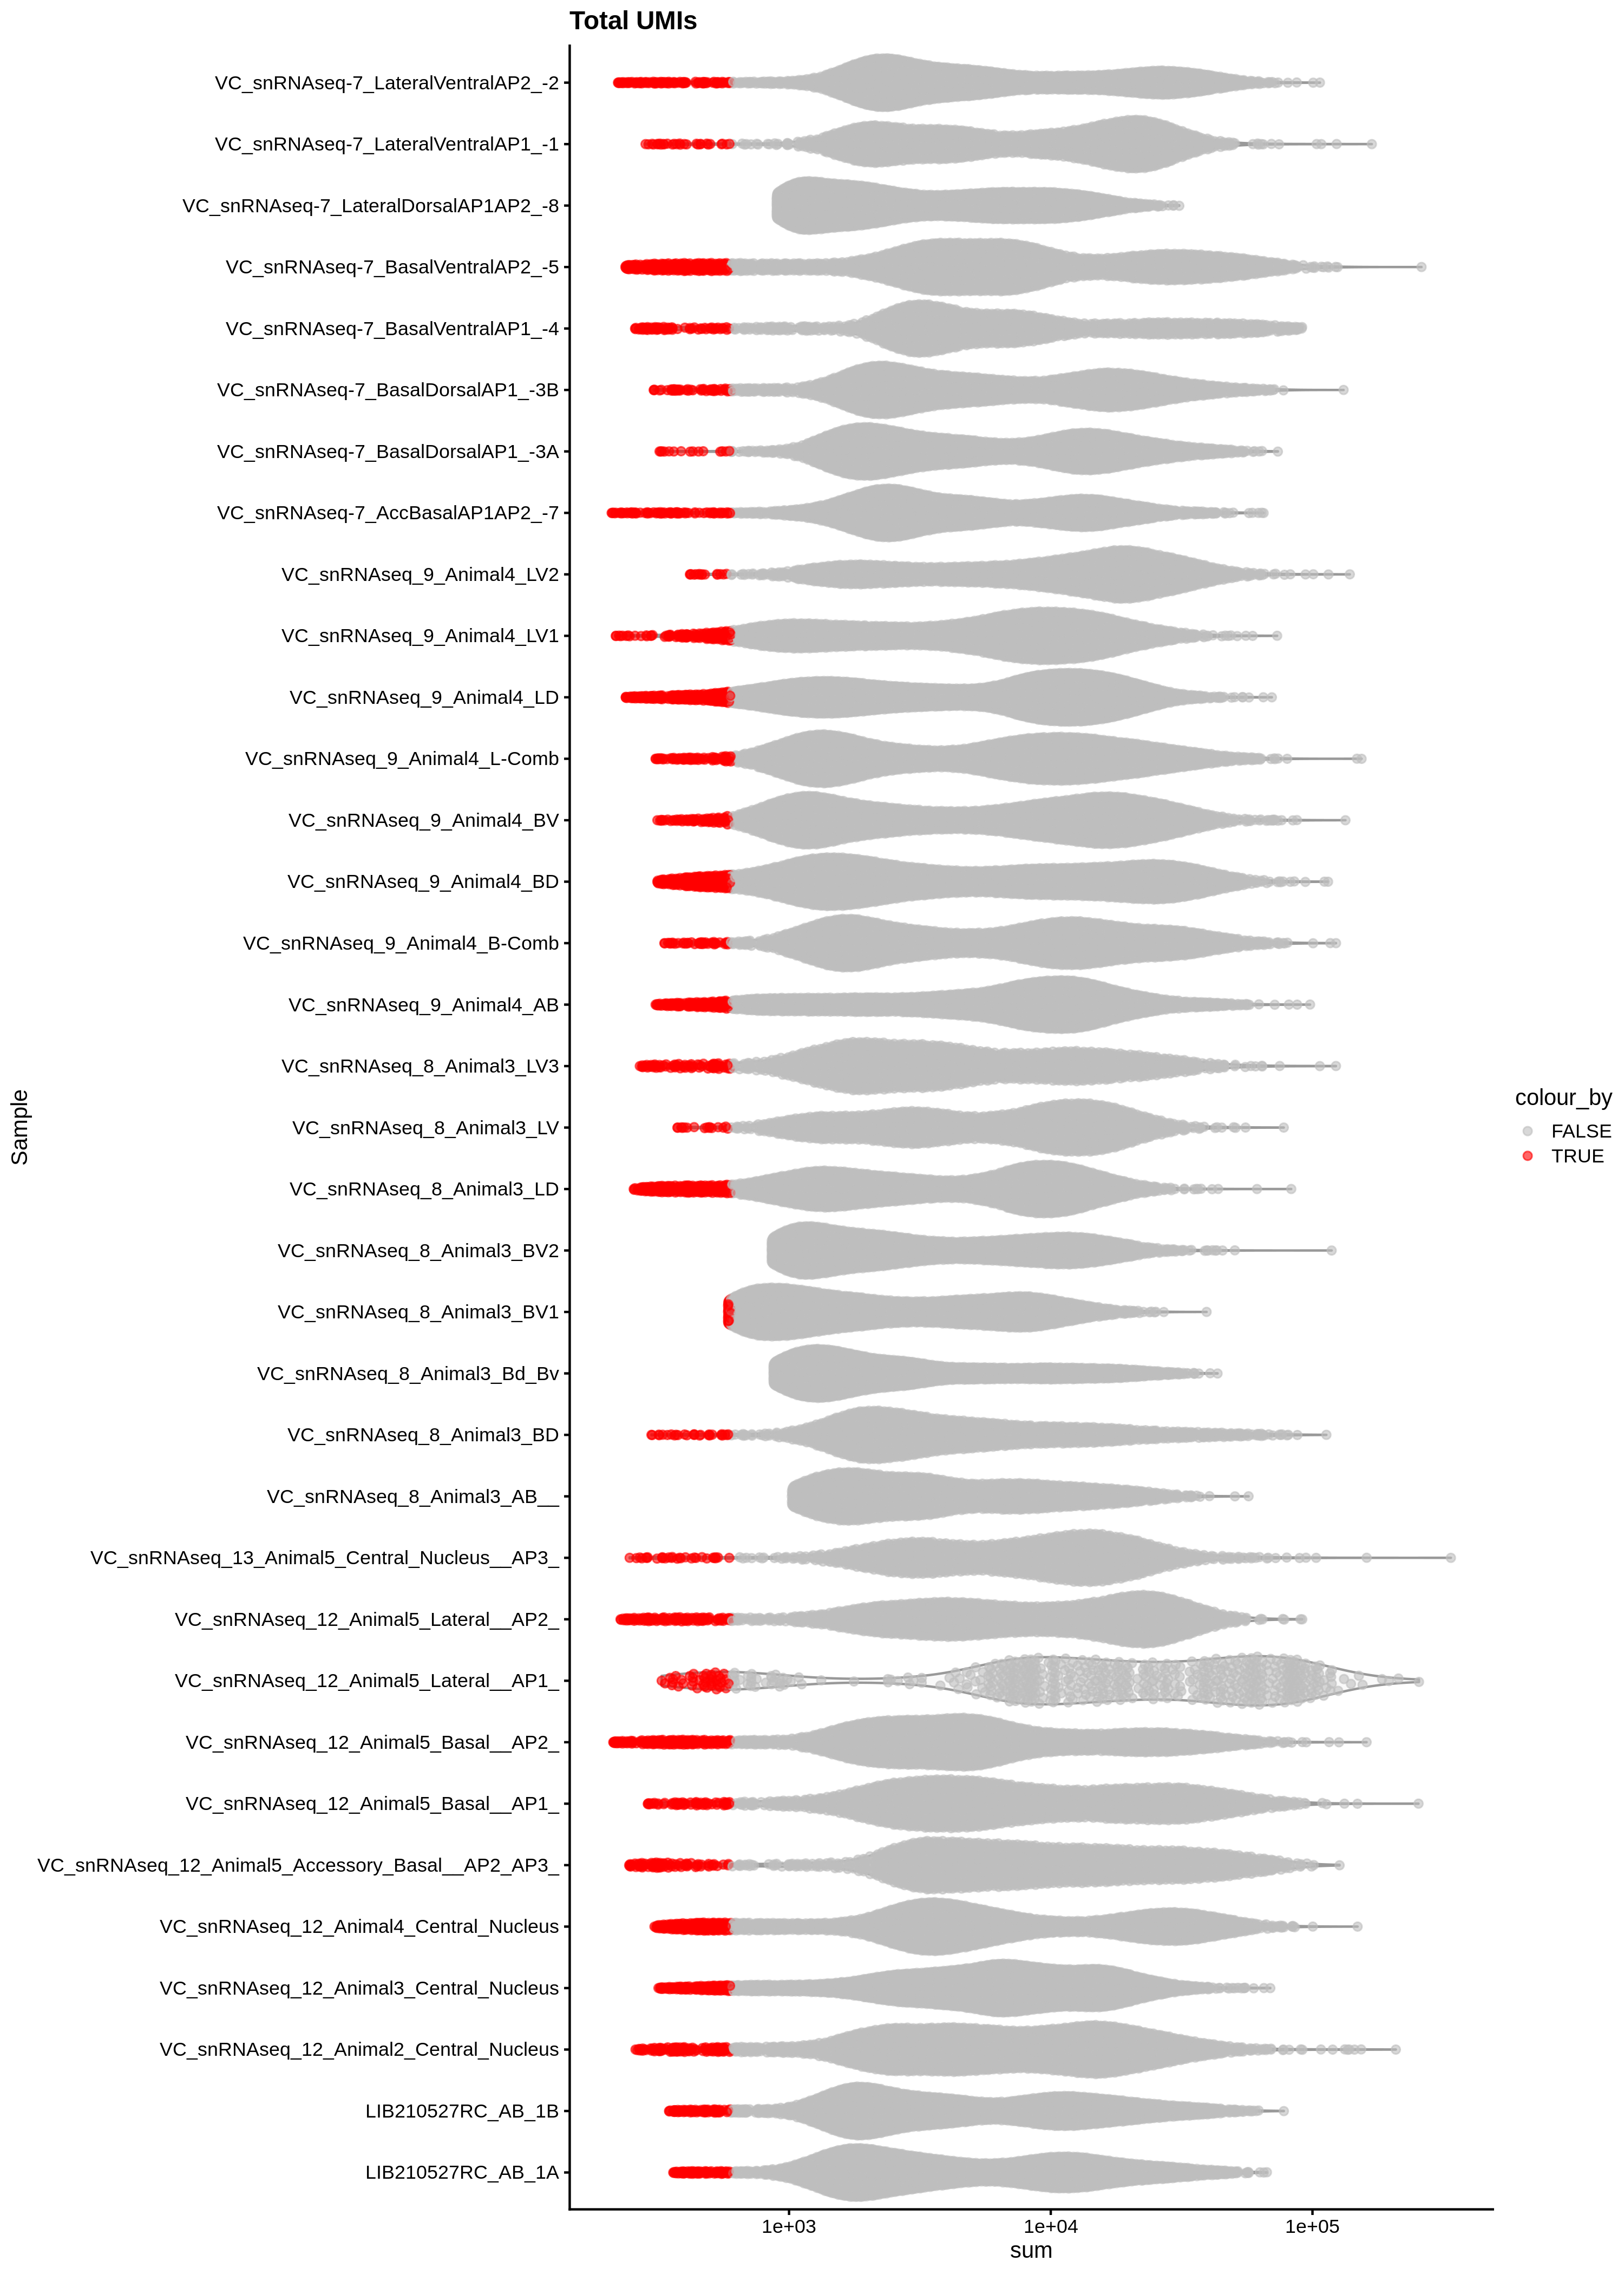 Total UMIs
VC_snRNAseq-7_LateralVentralAP2_-2
VC_snRNAseq-7_LateralVentralAP1_-1
VC_snRNAseq-7_LateralDorsalAP1AP2_-8
VC_snRNAseq-7_BasalVentralAP2_-5
VC_snRNAseq-7_BasalVentralAP1_-4
VC_snRNAseq-7_BasalDorsalAP1_-3B
VC_snRNAseq-7_BasalDorsalAP1_-3A
VC_snRNAseq-7_AccBasalAP1AP2_-7
VC_snRNAseq_9_Animal4_LV2
VC_snRNAseq_9_Animal4_LV1
VC_snRNAseq_9_Animal4_LD
VC_snRNAseq_9_Animal4_L-Comb
VC_snRNAseq_9_Animal4_BV
VC_snRNAseq_9_Animal4_BD
VC_snRNAseq_9_Animal4_B-Comb
VC_snRNAseq_9_Animal4_AB
VC_snRNAseq_8_Animal3_LV3
VC_snRNAseq_8_Animal3_LV
VC_snRNAseq_8_Animal3_LD
VC_snRNAseq_8_Animal3_BV2
VC_snRNAseq_8_Animal3_BV1
VC_snRNAseq_8_Animal3_Bd_Bv
VC_snRNAseq_8_Animal3_BD
VC_snRNAseq_8_Animal3_AB__
VC_snRNAseq_13_Animal5_Central_Nucleus__AP3_
VC_snRNAseq_12_Animal5_Lateral__AP2_
VC_snRNAseq_12_Animal5_Lateral__AP1_
VC_snRNAseq_12_Animal5_Basal__AP2_
VC_snRNAseq_12_Animal5_Basal__AP1_
VC_snRNAseq_12_Animal5_Accessory_Basal__AP2_AP3_
VC_snRNAseq_12_Animal4_Central_Nucleus
VC_snRNAseq_12_Animal3_Central_Nucleus
VC_snRNAseq_12_Animal2_Central_Nucleus
LIB210527RC_AB_1B
LIB210527RC_AB_1A
Sample
1e+03 1e+04 1e+05
sum
colour_by
FALSE
TRUE